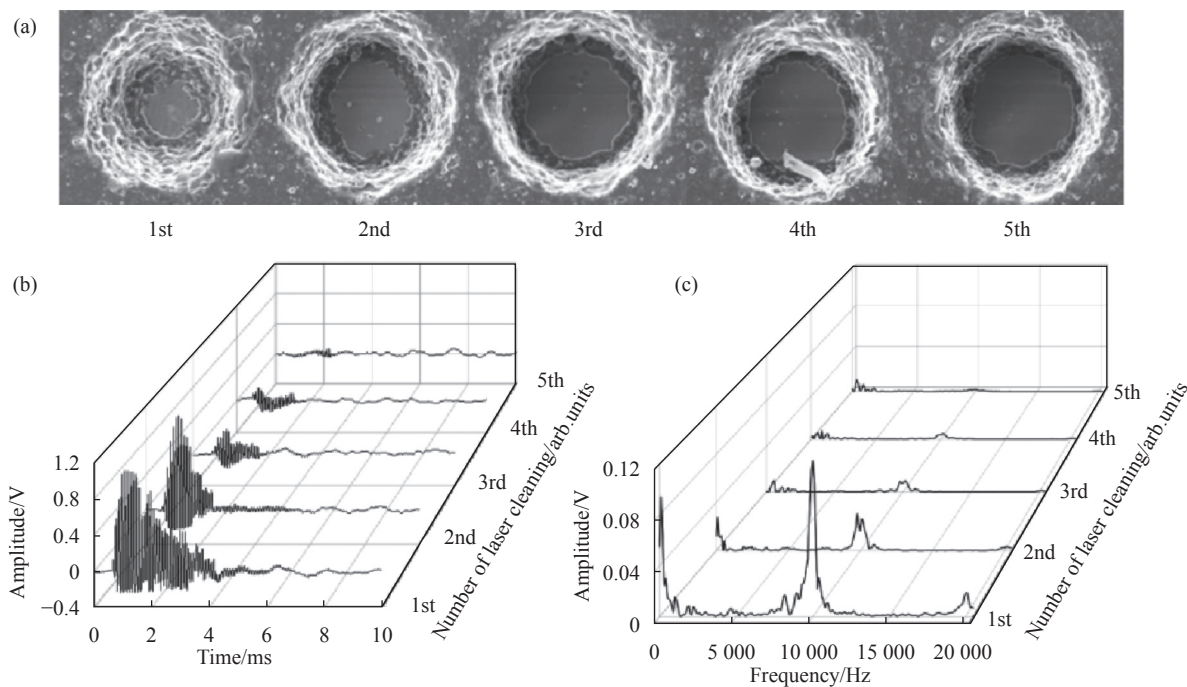 (a)
1st 2nd 3rd 4th 5th
(b)
1.2
0.8
0.4
0
−0.4
Amplitude/V
0 2 4 6 8 10
Time/ms
1st
2nd
3rd
4th
5th
Number of laser cleaning/arb.units
(c)
0.12
0.08
0.04
0
Amplitude/V
0 5 000 10 000 15 000 20 000
Frequency/Hz
1st
2nd
3rd
4th
5th
Number of laser cleaning/arb.units